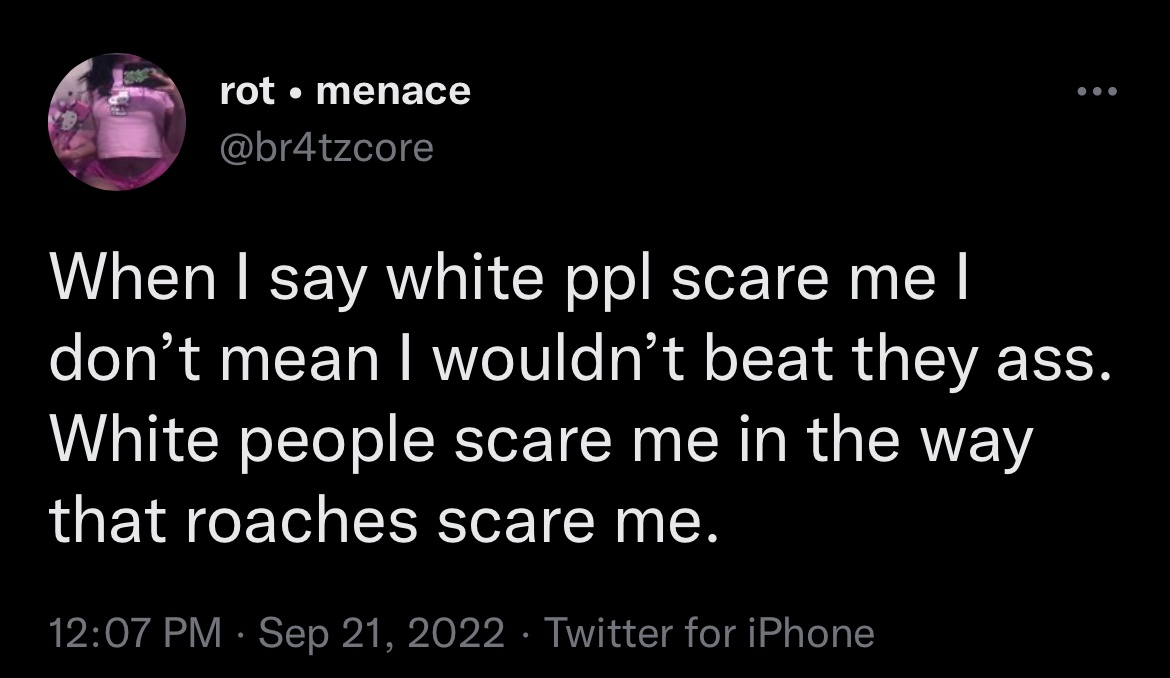 rot • menace
@br4tzcore
When I say white ppl scare me I
don’t mean I wouldn’t beat they ass.
White people scare me in the way
that roaches scare me.
12:07 PM · Sep 21, 2022 · Twitter for iPhone